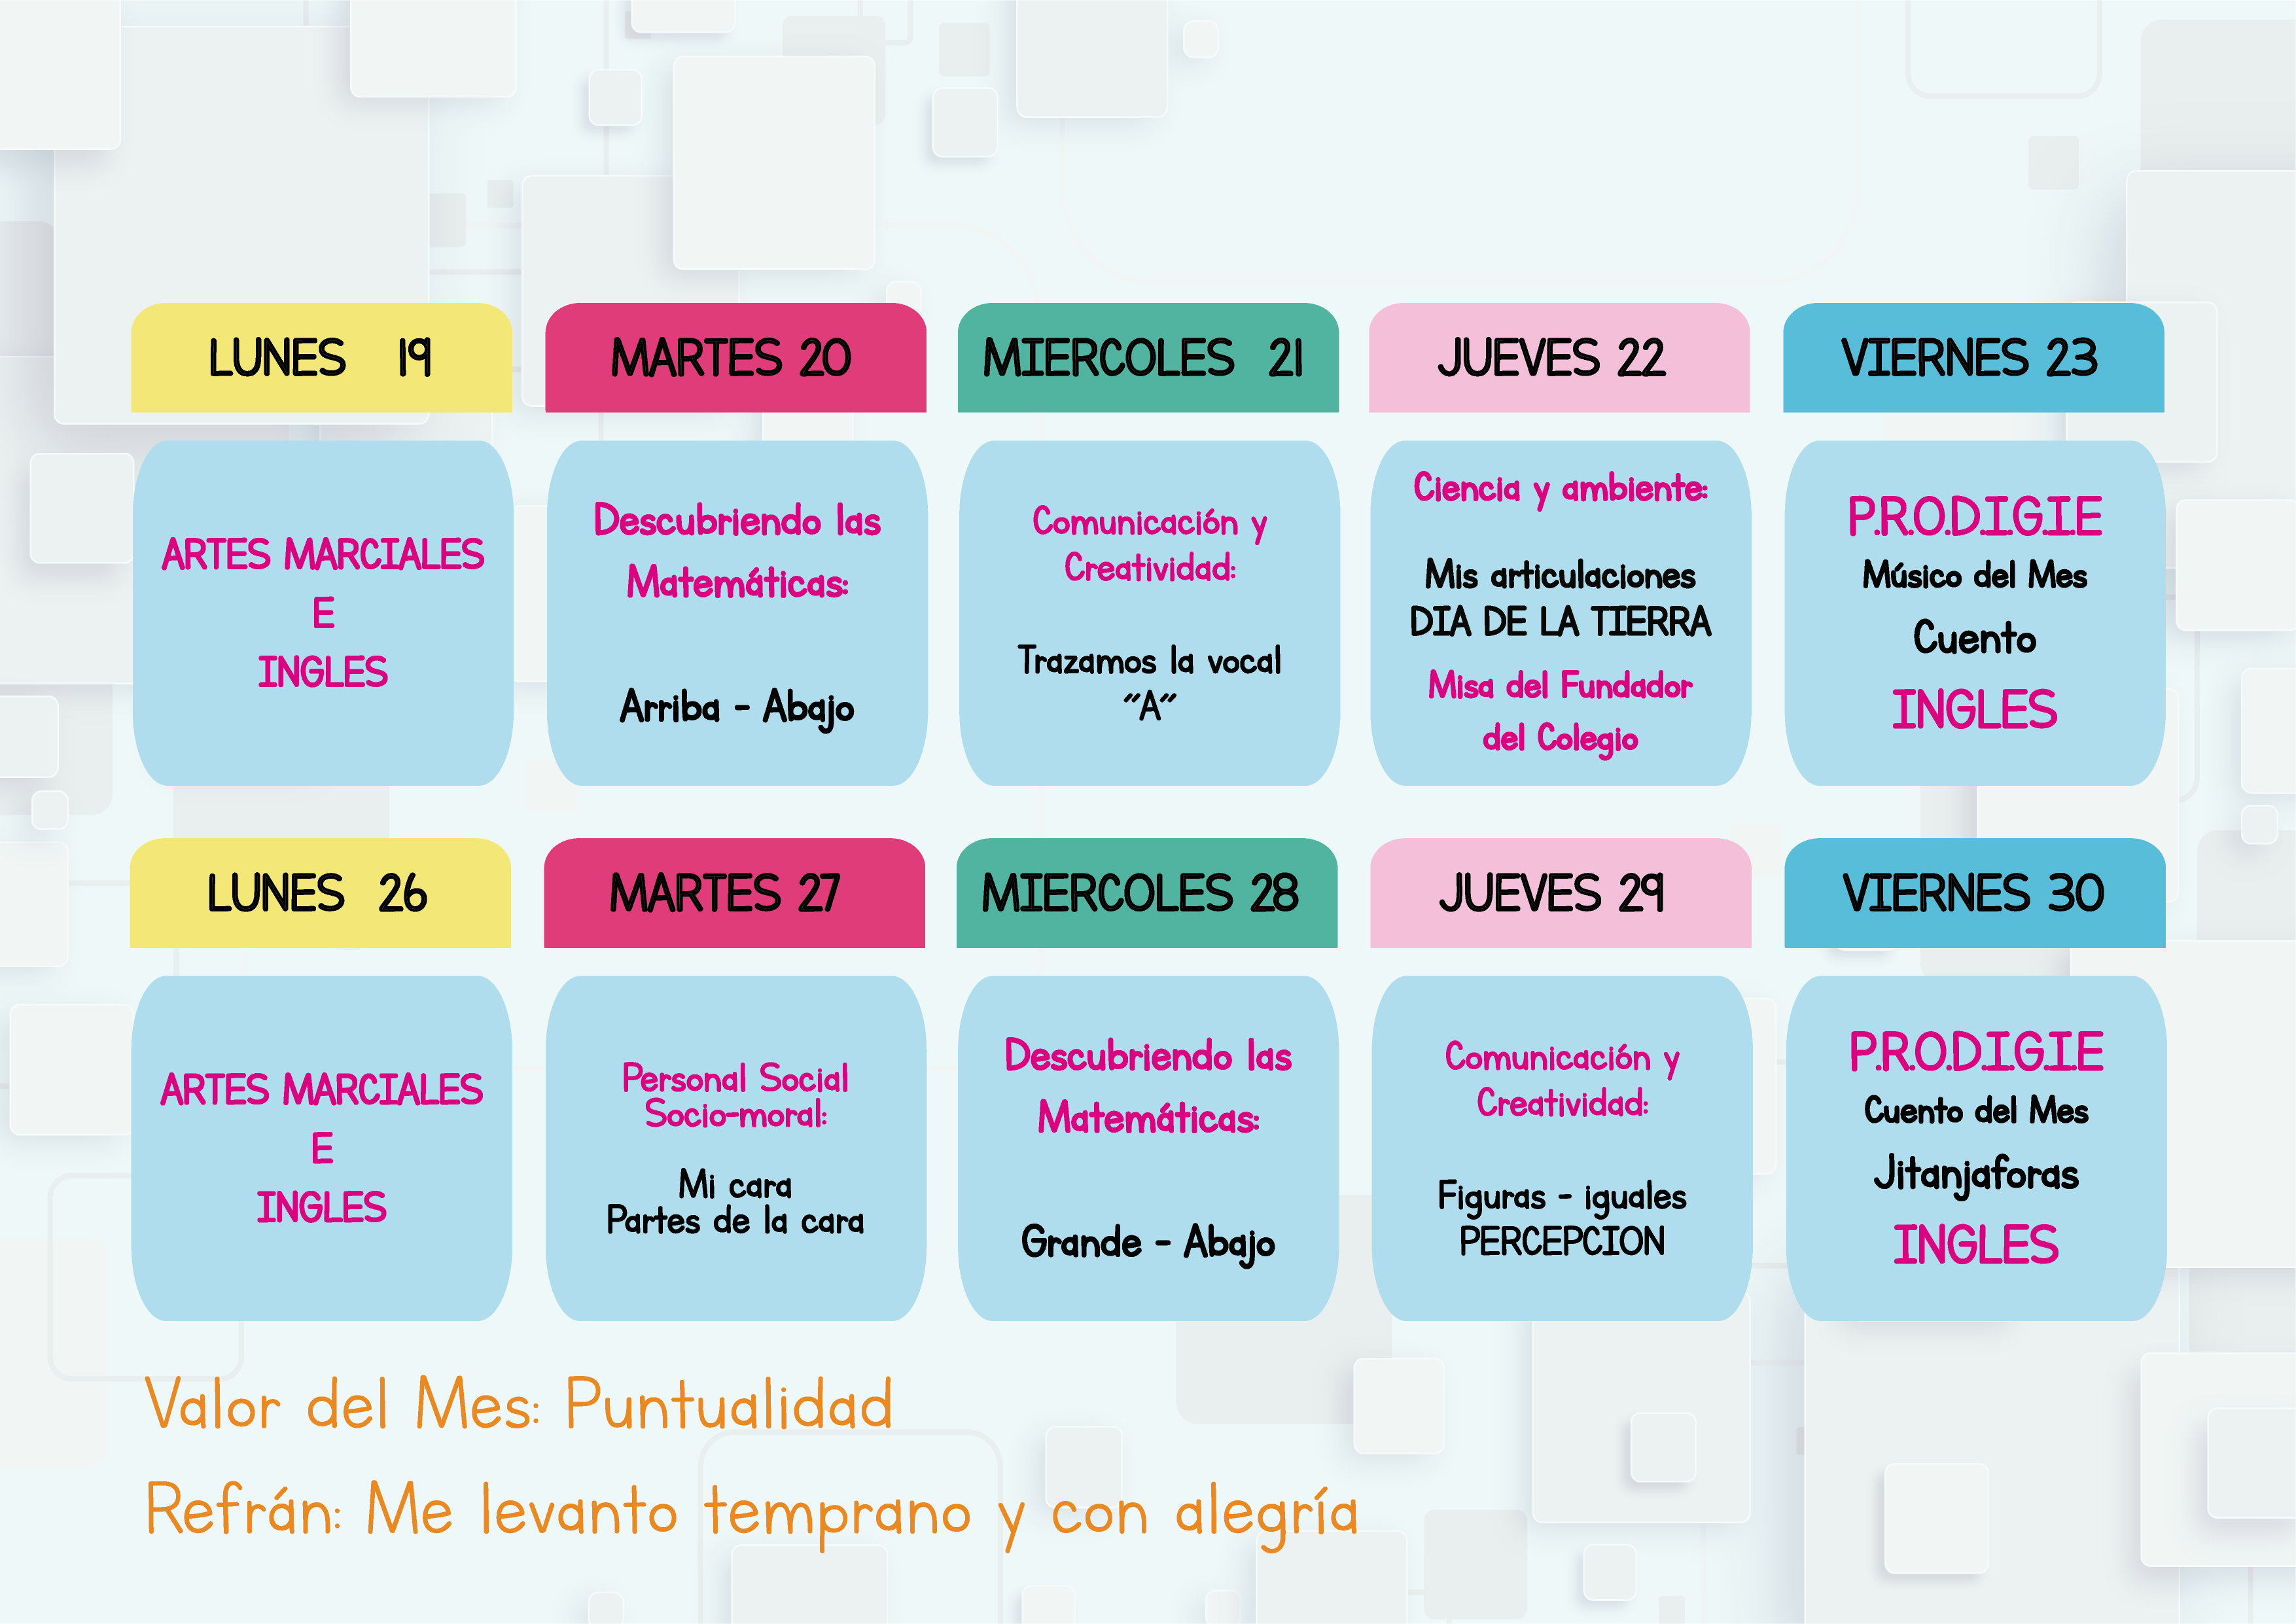 LUNES 19
ARTES MARCIALES
E
INGLES
MARTES 20
Descubriendo las
Matemáticas:
Arriba - Abajo
MIERCOLES 21
Comunicación y
Creatividad:
Trazamos la vocal
“A”
JUEVES 22
Ciencia y ambiente:
Mis articulaciones
DIA DE LA TIERRA
Misa del Fundador
del Colegio
VIERNES 23
P.R.O.D.I.G.I.E
Músico del Mes
Cuento
INGLES
LUNES 26
ARTES MARCIALES
E
INGLES
MARTES 27
Personal Social
Socio-moral:
Mi cara
Partes de la cara
MIERCOLES 28
Descubriendo las
Matemáticas:
Grande - Abajo
JUEVES 29
Comunicación y
Creatividad:
Figuras - iguales
PERCEPCION
VIERNES 30
P.R.O.D.I.G.I.E
Cuento del Mes
Jitanjaforas
INGLES
Valor del Mes: Puntualidad
Refrán: Me levanto temprano y con alegría